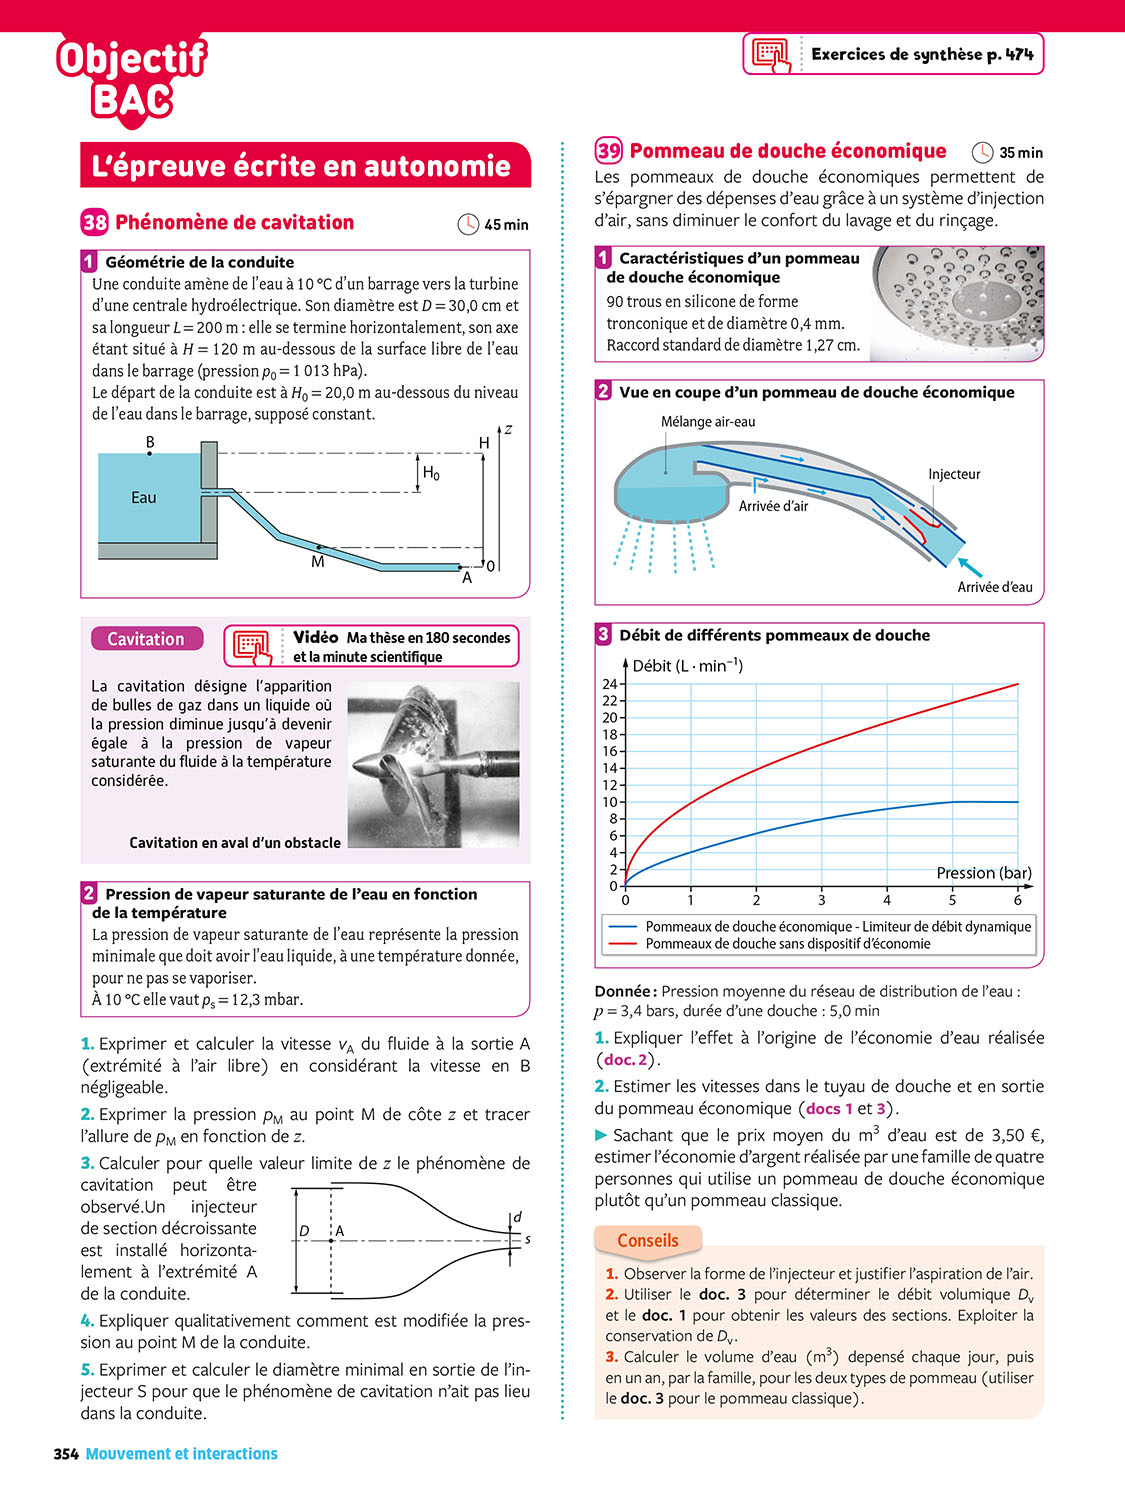 Objectif
BAC
Exercices de synthèse p. 474
L'épreuve écrite en autonomie
38 Phénomène de cavitation
45 min
1 Géométrie de la conduite
Une conduite amène de l'eau à 10 °C d'un barrage vers la turbine
d'une centrale hydroélectrique. Son diamètre est D = 30,0 cm et
sa longueur L = 200 m : elle se termine horizontalement, son axe
étant situé à H = 120 m au-dessous de la surface libre de l'eau
dans le barrage (pression p0 = 1 013 hPa).
Le départ de la conduite est à H0 = 20,0 m au-dessous du niveau
de l'eau dans le barrage, supposé constant.
B
H
z
H0
Eau
M
0
A
Cavitation
Vidéo Ma thèse en 180 secondes
et la minute scientifique
La cavitation désigne l'apparition
de bulles de gaz dans un liquide où
la pression diminue jusqu'à devenir
égale à la pression de vapeur
saturante du fluide à la température
considérée.
Cavitation en aval d'un obstacle
2 Pression de vapeur saturante de l'eau en fonction
de la température
La pression de vapeur saturante de l'eau représente la pression
minimale que doit avoir l'eau liquide, à une température donnée,
pour ne pas se vaporiser.
À 10 °C elle vaut ps = 12,3 mbar.
1. Exprimer et calculer la vitesse vA du fluide à la sortie A
(extrémité à l'air libre) en considérant la vitesse en B
négligeable.
2. Exprimer la pression pM au point M de côte z et tracer
l'allure de pM en fonction de z.
3. Calculer pour quelle valeur limite de z le phénomène de
cavitation peut être
observé.Un injecteur
de section décroissante
est installé horizonta-
lement à l'extrémité A
de la conduite.
D
A
d
s
4. Expliquer qualitativement comment est modifiée la pres-
sion au point M de la conduite.
5. Exprimer et calculer le diamètre minimal en sortie de l'in-
jecteur S pour que le phénomène de cavitation n'ait pas lieu
dans la conduite.
39 Pommeau de douche économique
35 min
Les pommeaux de douche économiques permettent de
s'épargner des dépenses d'eau grâce à un système d'injection
d'air, sans diminuer le confort du lavage et du rinçage.
1 Caractéristiques d'un pommeau
de douche économique
90 trous en silicone de forme
tronconique et de diamètre 0,4 mm.
Raccord standard de diamètre 1,27 cm.
2 Vue en coupe d'un pommeau de douche économique
Mélange air-eau
Injecteur
Arrivée d'air
Arrivée d'eau
3 Débit de différents pommeaux de douche
Débit (L · min⁻¹)
24
22
20
18
16
14
12
10
8
6
4
2
0
Pression (bar)
0 1 2 3 4 5 6
Pommeaux de douche économique - Limiteur de débit dynamique
Pommeaux de douche sans dispositif d'économie
Donnée : Pression moyenne du réseau de distribution de l'eau :
p = 3,4 bars, durée d'une douche : 5,0 min
1. Expliquer l'effet à l'origine de l'économie d'eau réalisée
(doc. 2).
2. Estimer les vitesses dans le tuyau de douche et en sortie
du pommeau économique (docs 1 et 3).
▶ Sachant que le prix moyen du m³ d'eau est de 3,50 €,
estimer l'économie d'argent réalisée par une famille de quatre
personnes qui utilise un pommeau de douche économique
plutôt qu'un pommeau classique.
Conseils
1. Observer la forme de l'injecteur et justifier l'aspiration de l'air.
2. Utiliser le doc. 3 pour déterminer le débit volumique Dv
et le doc. 1 pour obtenir les valeurs des sections. Exploiter la
conservation de Dv.
3. Calculer le volume d'eau (m³) depensé chaque jour, puis
en un an, par la famille, pour les deux types de pommeau (utiliser
le doc. 3 pour le pommeau classique).
354 Mouvement et interactions